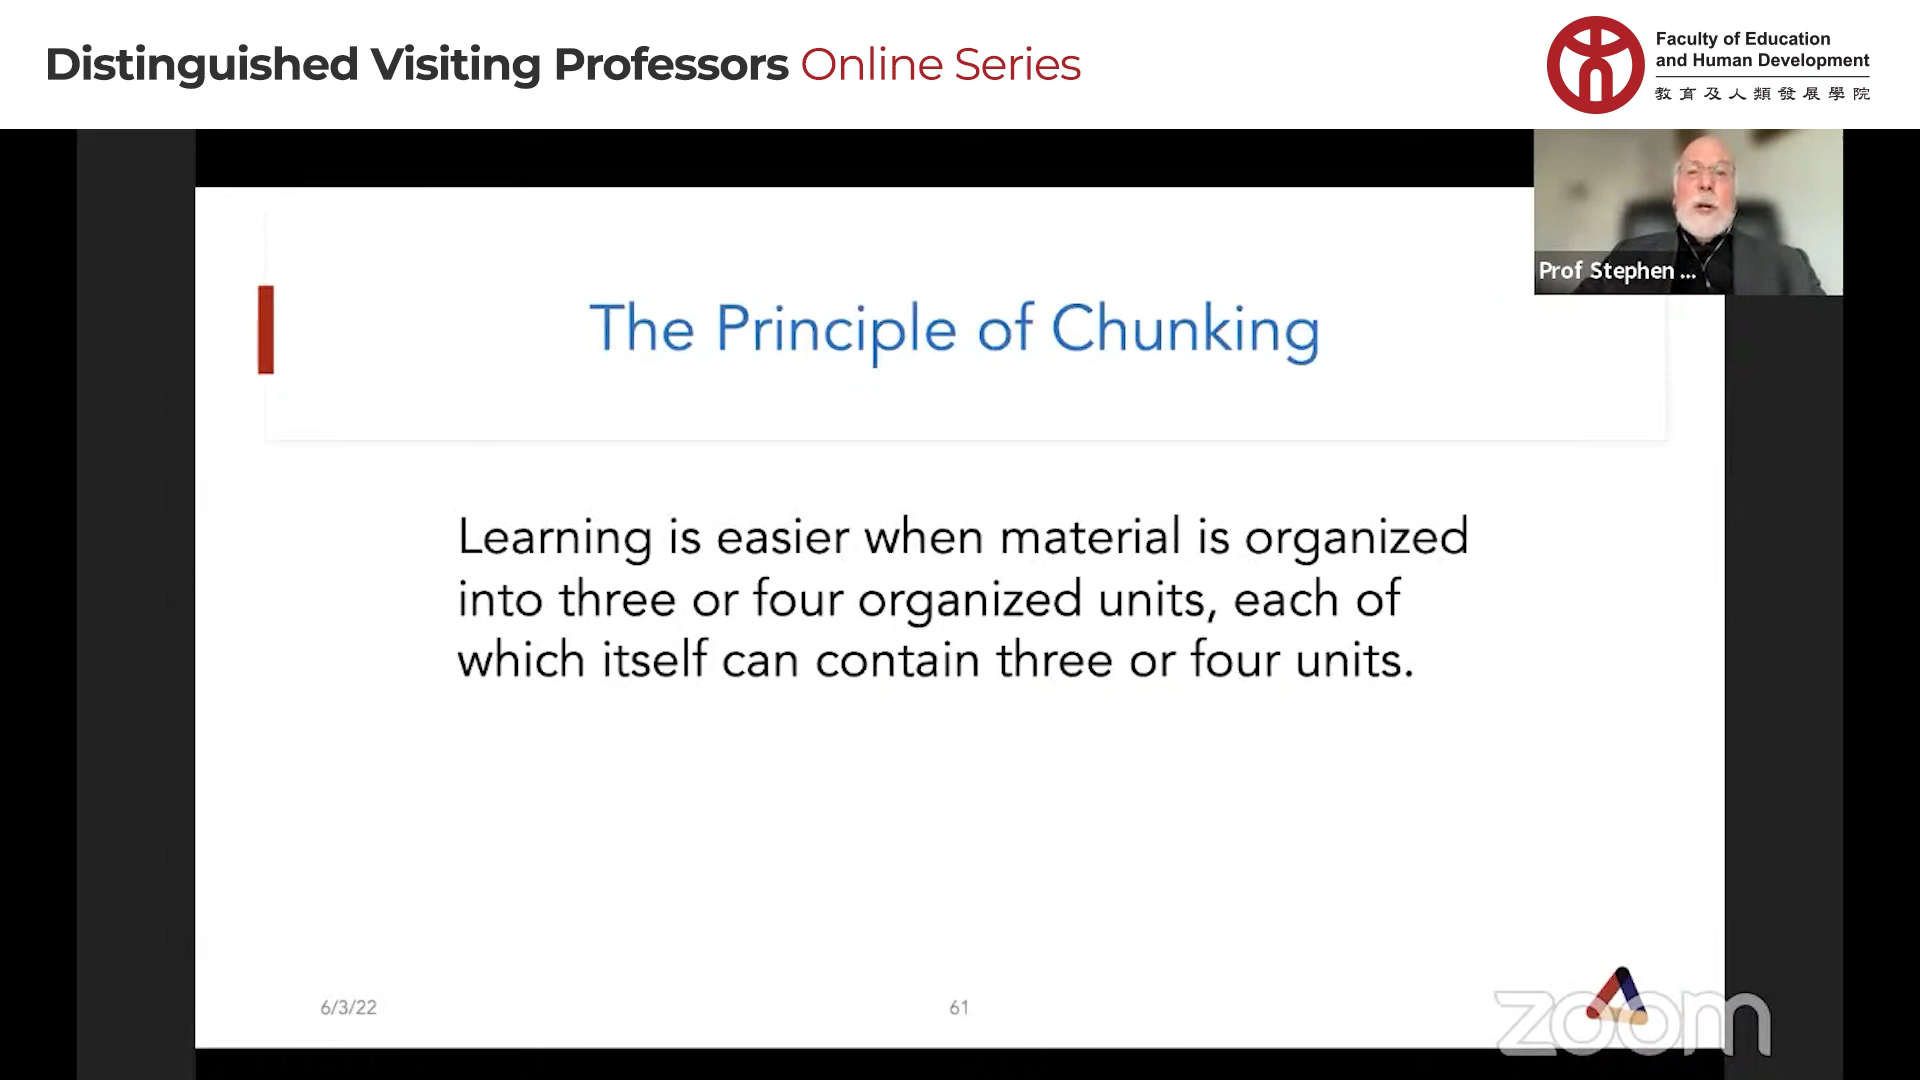 Distinguished Visiting Professors Online Series
Faculty of Education
and Human Development
教育及人類發展學院
Prof Stephen ...
The Principle of Chunking
Learning is easier when material is organized
into three or four organized units, each of
which itself can contain three or four units.
6/3/22
61
zoom